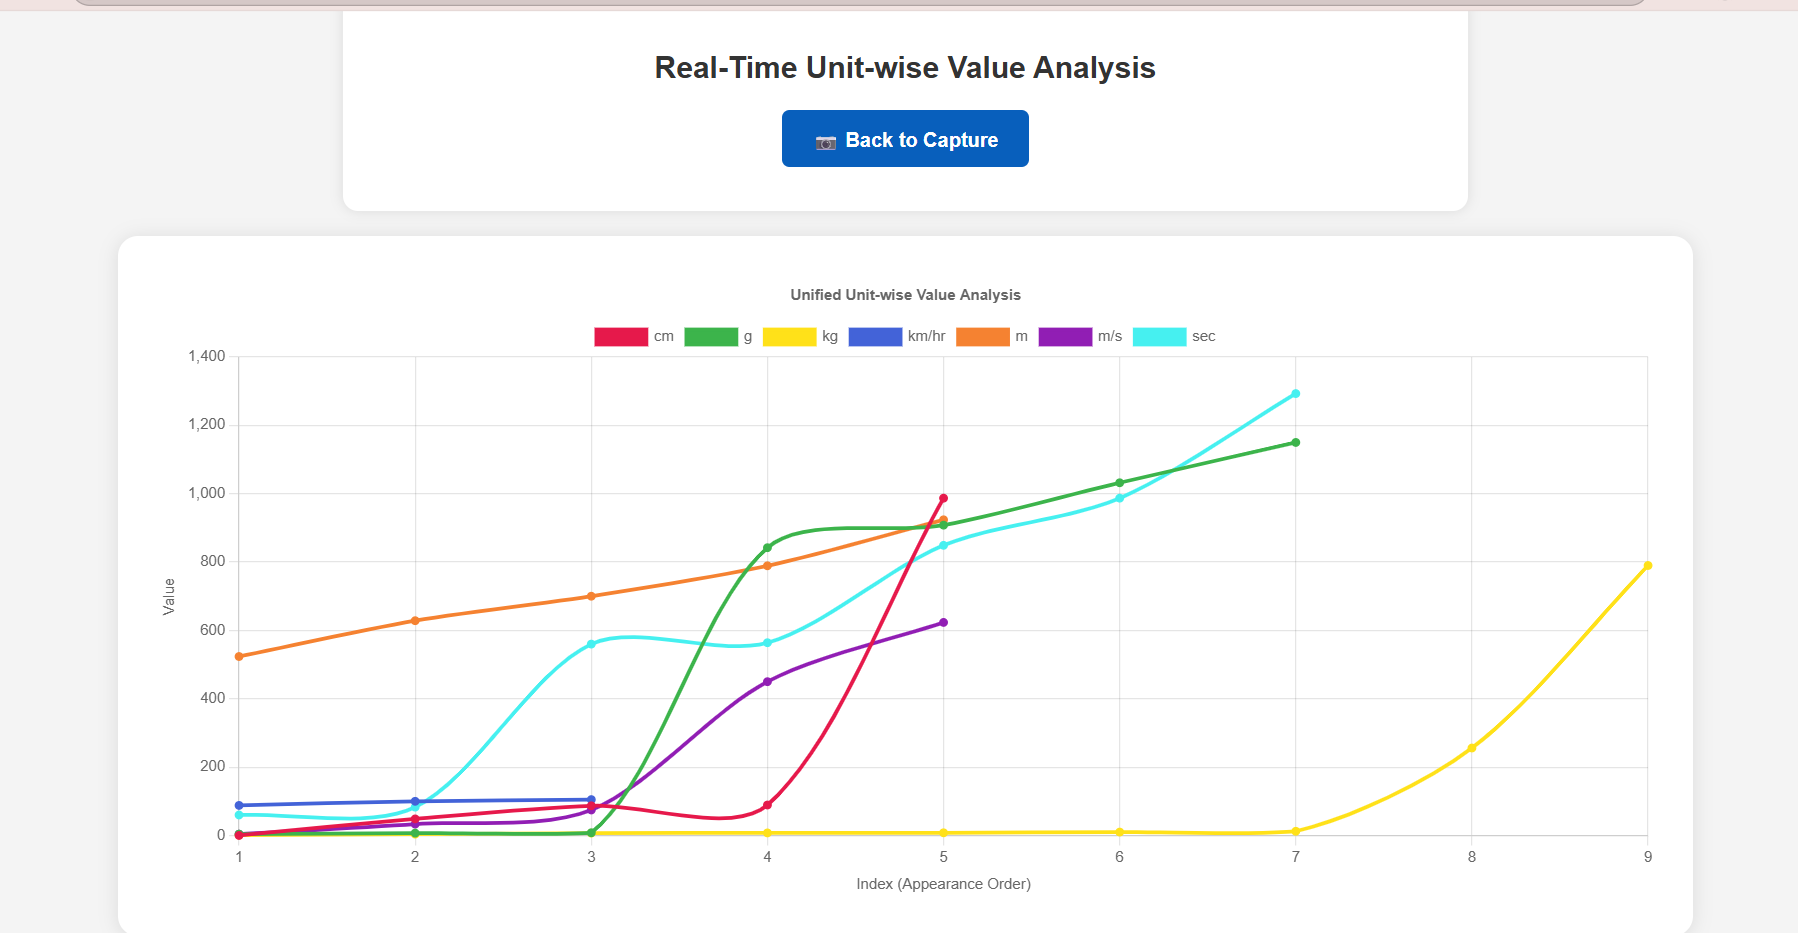 Real-Time Unit-wise Value Analysis
Back to Capture
Unified Unit-wise Value Analysis
cm g kg km/hr m m/s sec
1,400
1,200
1,000
800
600
400
200
0
Value
1 2 3 4 5 6 7 8 9
Index (Appearance Order)